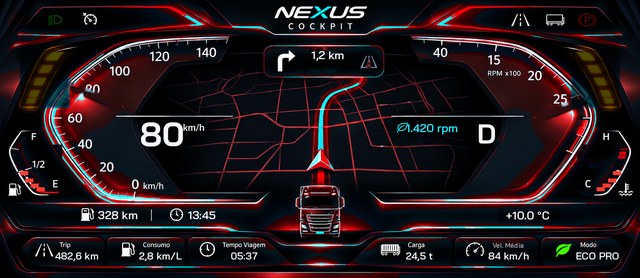 NEXUS
COCKPIT
P
1,2 km
140
120
100
80
60
40
20
0 km/h
40
15
RPM x100
20
25
80 km/h
1.420 rpm
D
F
1/2
E
H
C
328 km
13:45
+10.0 °C
Trip
482,6 km
Consumo
2,8 km/L
Tempo Viagem
05:37
Carga
24,5 t
Vel. Média
84 km/h
Modo
ECO PRO